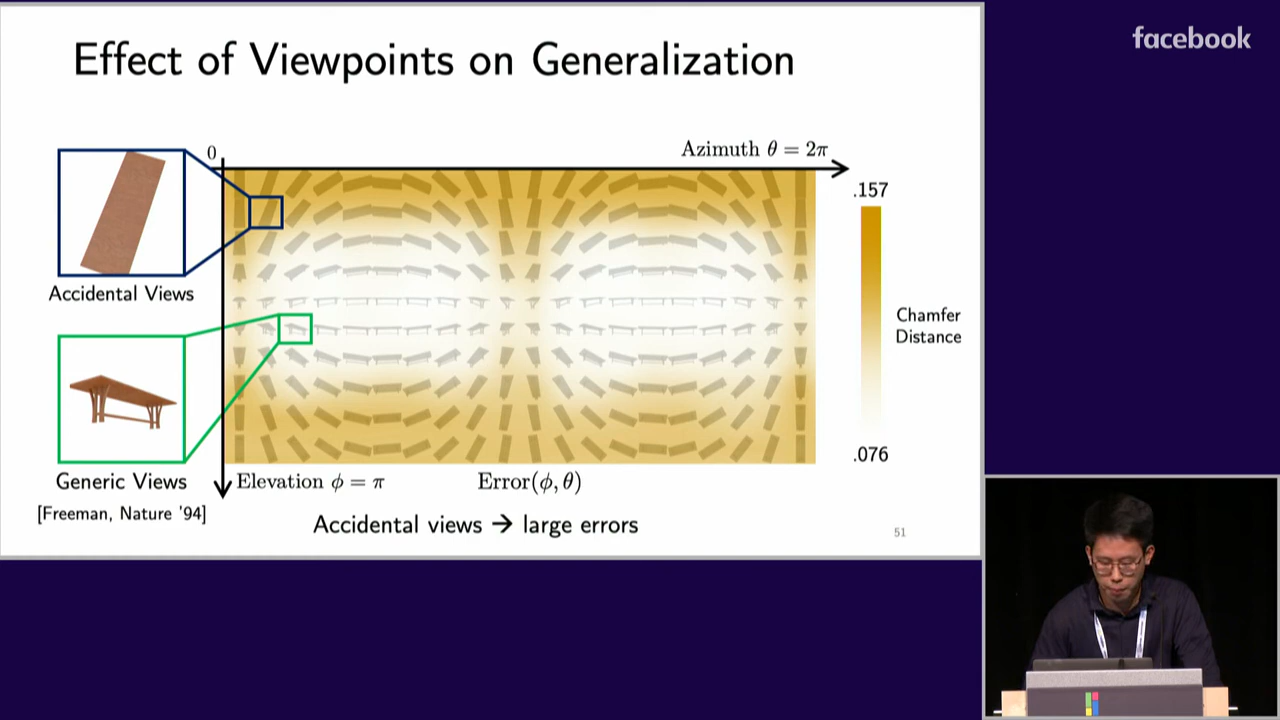 Effect of Viewpoints on Generalization
facebook
0
Azimuth θ = 2π
.157
Accidental Views
Chamfer
Distance
.076
Generic Views
Elevation ϕ = π
Error(ϕ, θ)
[Freeman, Nature '94]
Accidental views → large errors
51